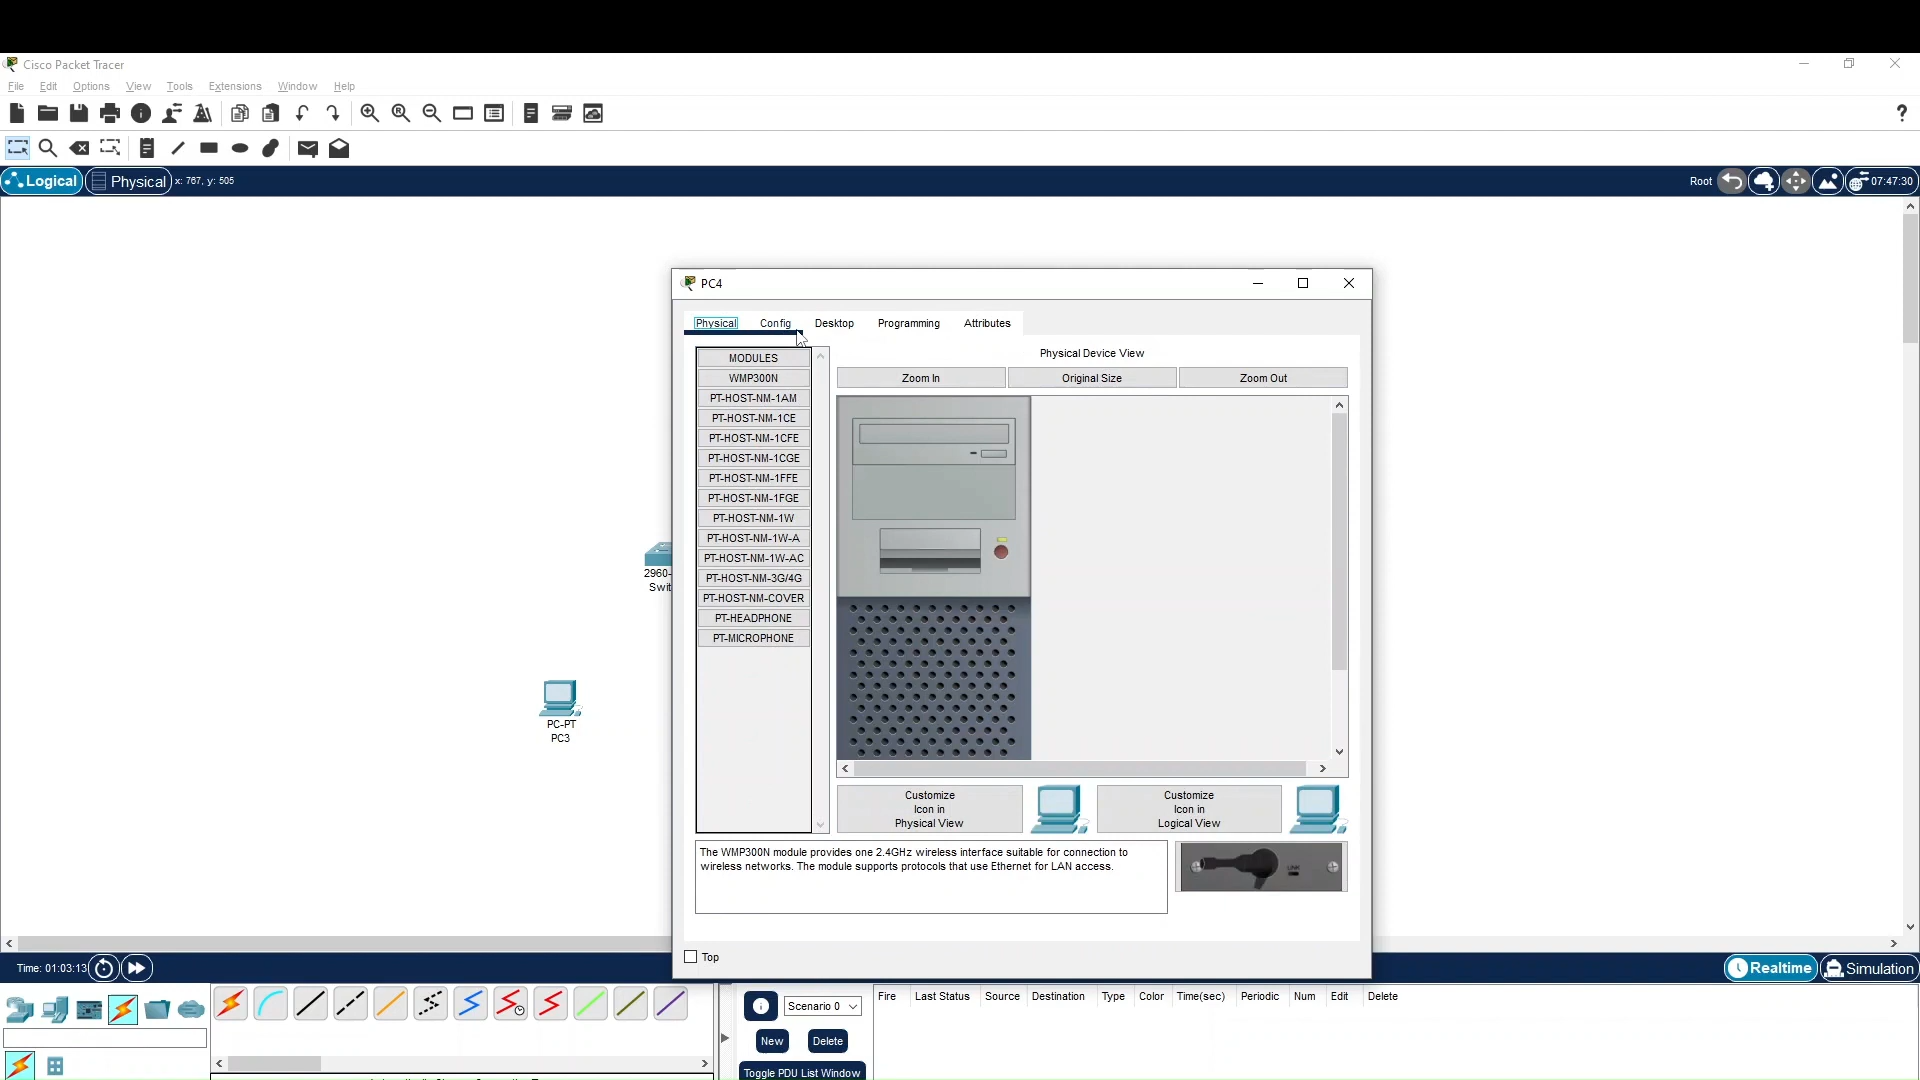 Cisco Packet Tracer
File Edit Options View Tools Extensions Window Help
?
Logical Physical x: 767, y: 505 Root 07:47:30
PC4
Physical Config Desktop Programming Attributes
MODULES
WMP300N
PT-HOST-NM-1AM
PT-HOST-NM-1CE
PT-HOST-NM-1CFE
PT-HOST-NM-1CGE
PT-HOST-NM-1FFE
PT-HOST-NM-1FGE
PT-HOST-NM-1W
PT-HOST-NM-1W-A
PT-HOST-NM-1W-AC
PT-HOST-NM-3G/4G
PT-HOST-NM-COVER
PT-HEADPHONE
PT-MICROPHONE
Physical Device View
Zoom In Original Size Zoom Out
2960-
Swit
PC-PT
PC3
Customize
Icon in
Physical View
Customize
Icon in
Logical View
The WMP300N module provides one 2.4GHz wireless interface suitable for connection to
wireless networks. The module supports protocols that use Ethernet for LAN access.
Top
Time: 01:03:13 Realtime Simulation
Scenario 0
New Delete
Toggle PDU List Window
Fire Last Status Source Destination Type Color Time(sec) Periodic Num Edit Delete